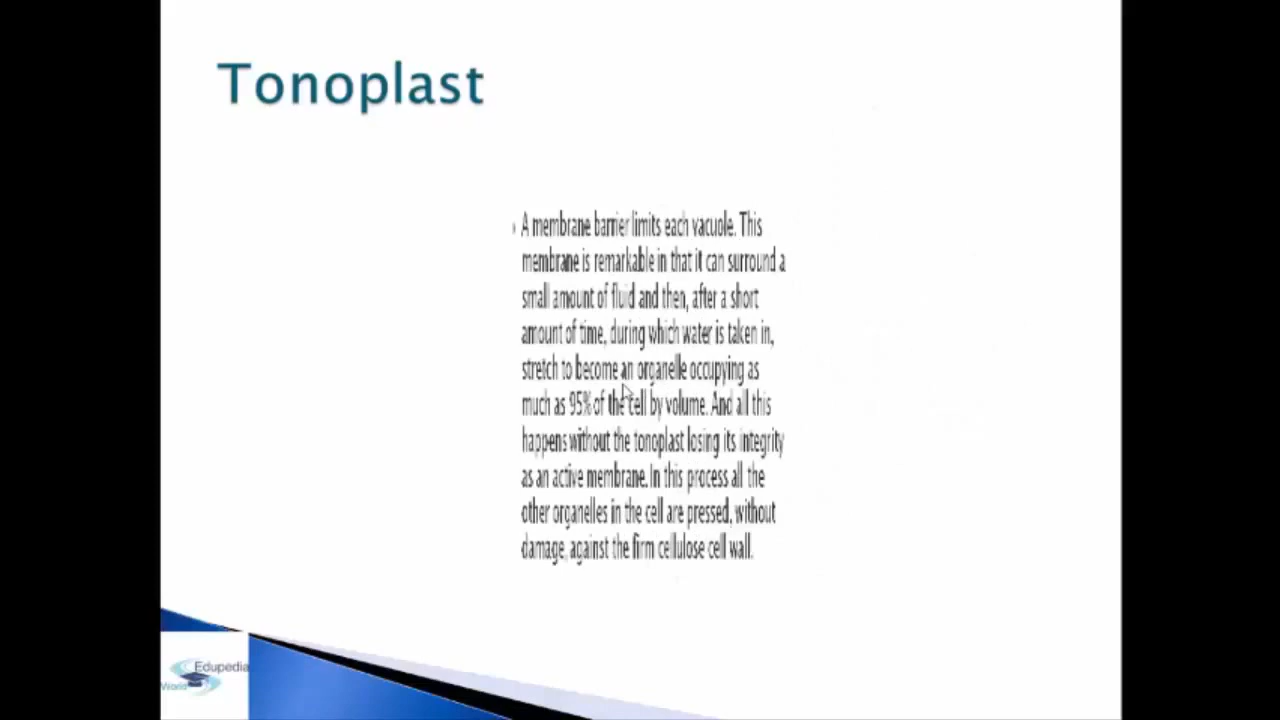 Tonoplast
A membrane barrier limits each vacuole. This
membrane is remarkable in that it can surround a
small amount of fluid and then, after a short
amount of time, during which water is taken in,
stretch to become an organelle occupying as
much as 95% of the cell by volume. And all this
happens without the tonoplast losing its integrity
as an active membrane. In this process all the
other organelles in the cell are pressed, without
damage, against the firm cellulose cell wall.
Edupedia
World